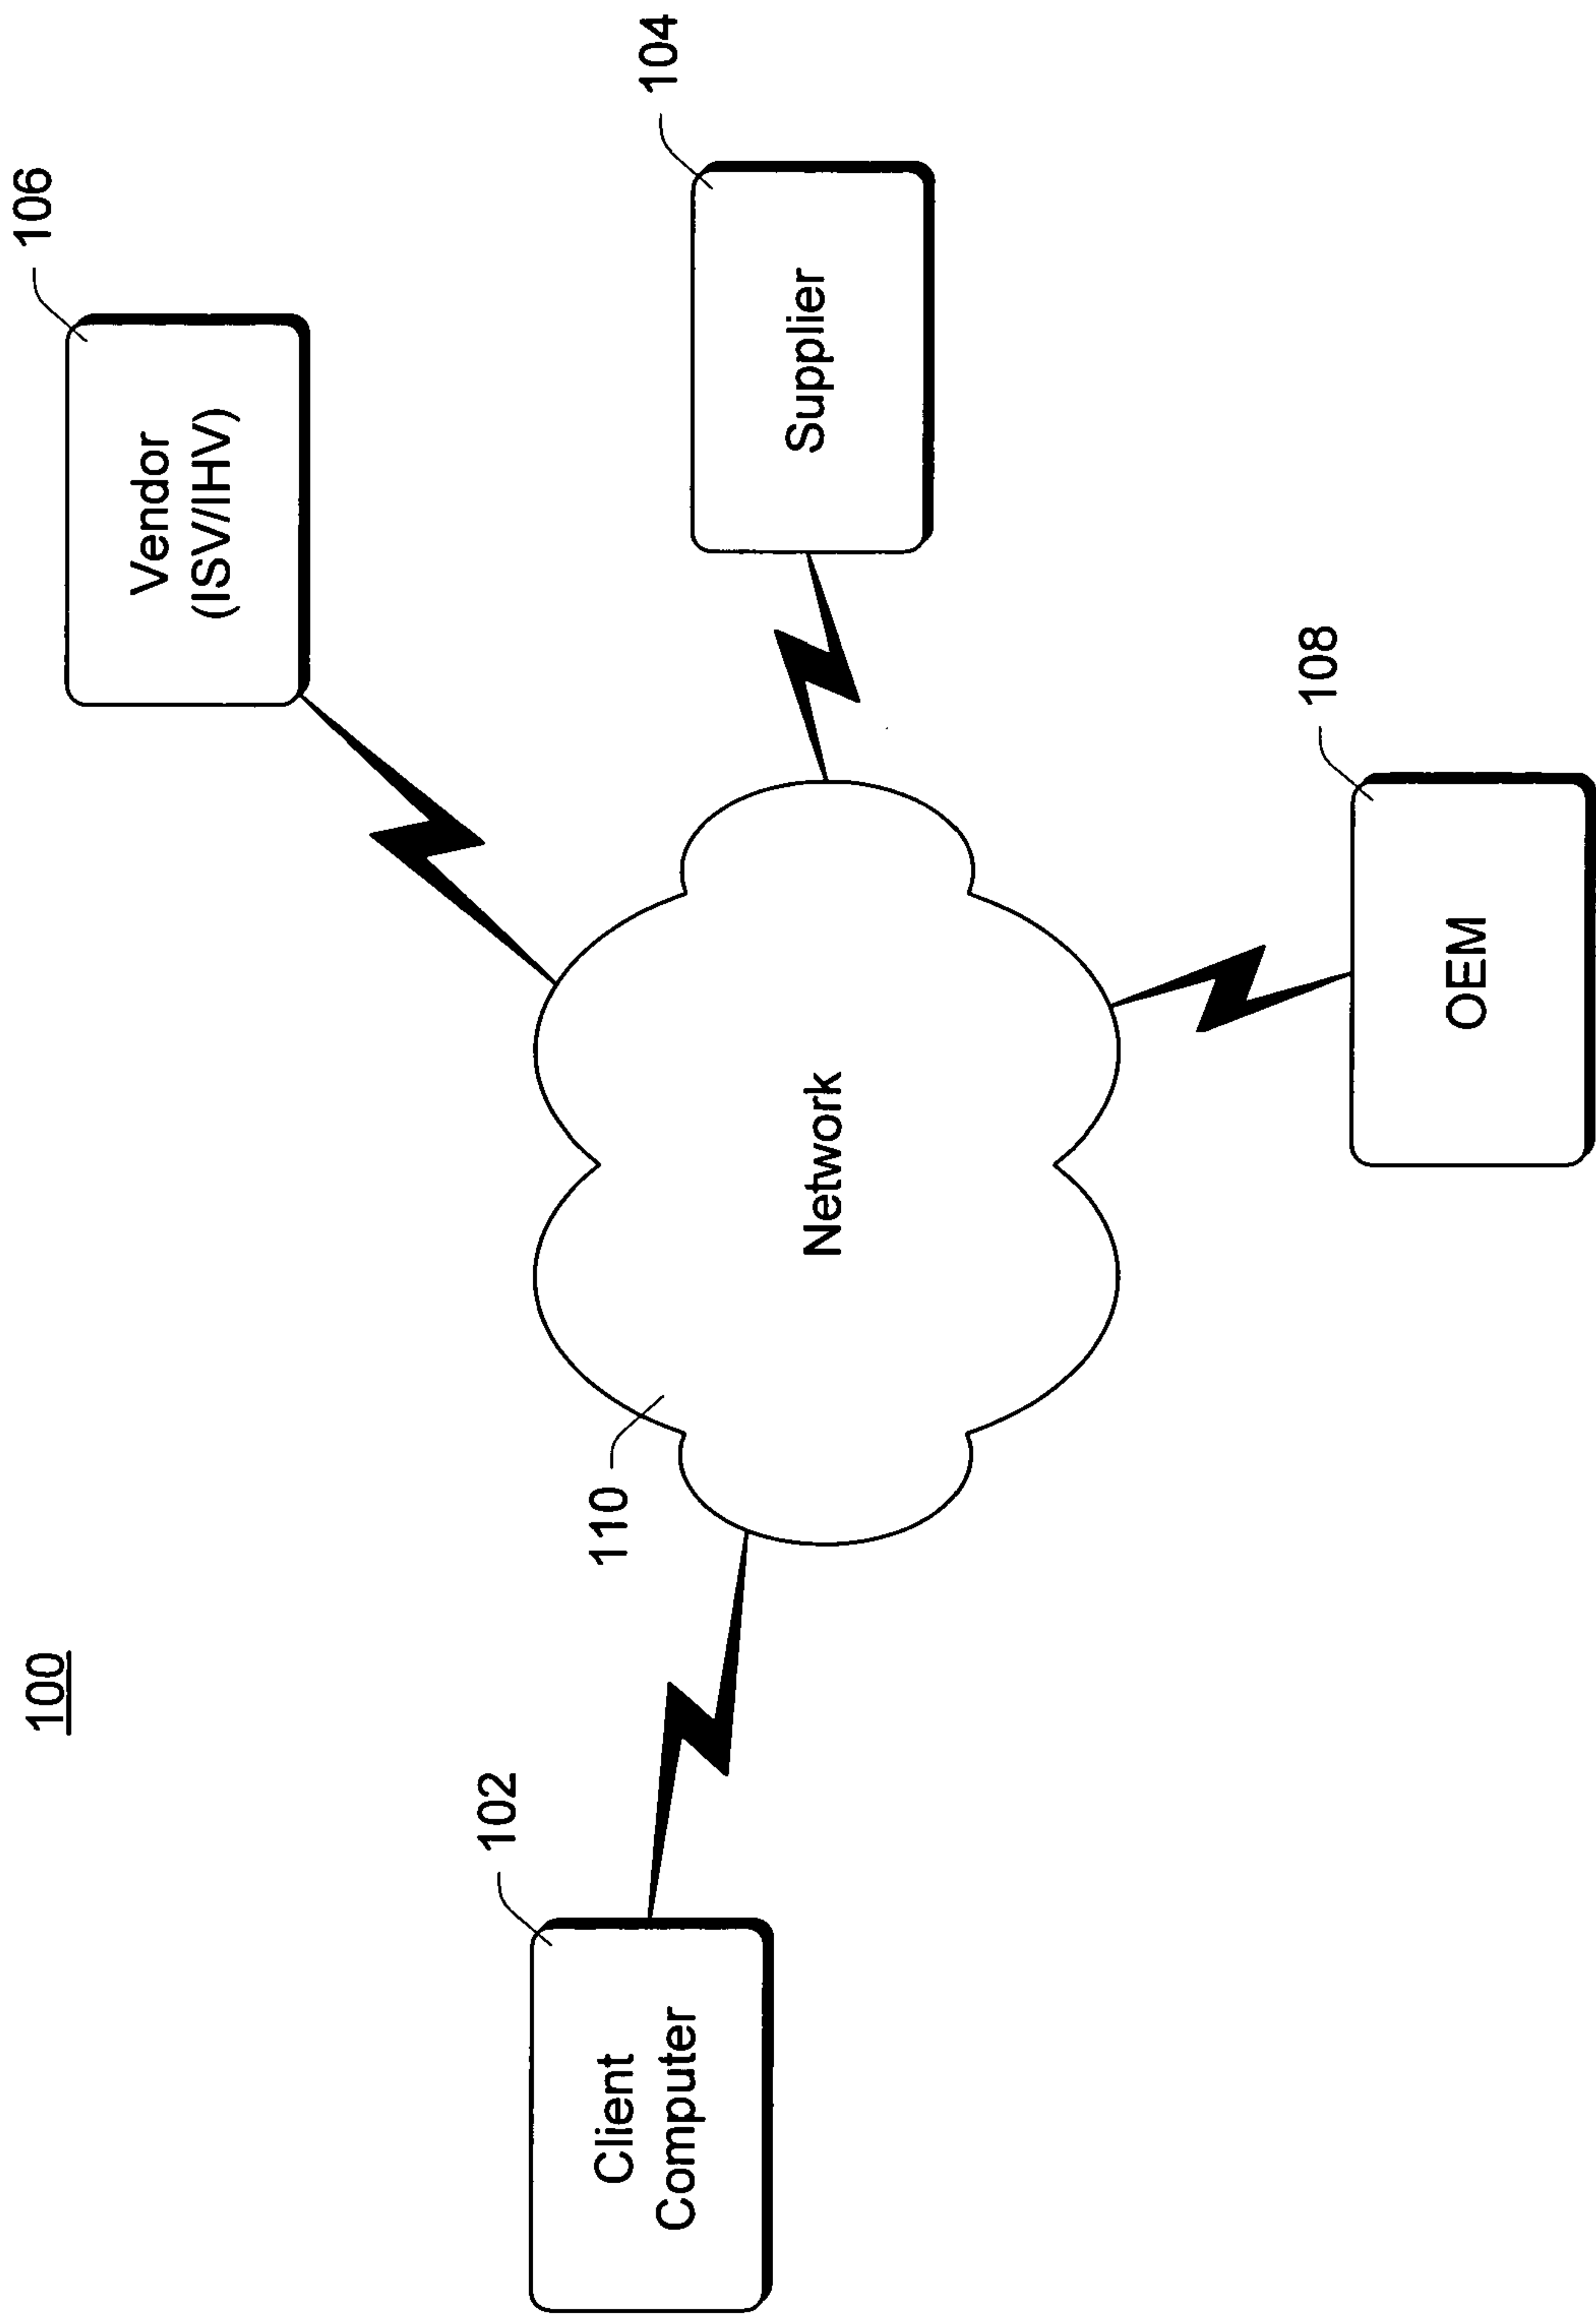 100
106
Vendor
(ISV/IHV)
104
Supplier
102
Client
Computer
110
Network
108
OEM